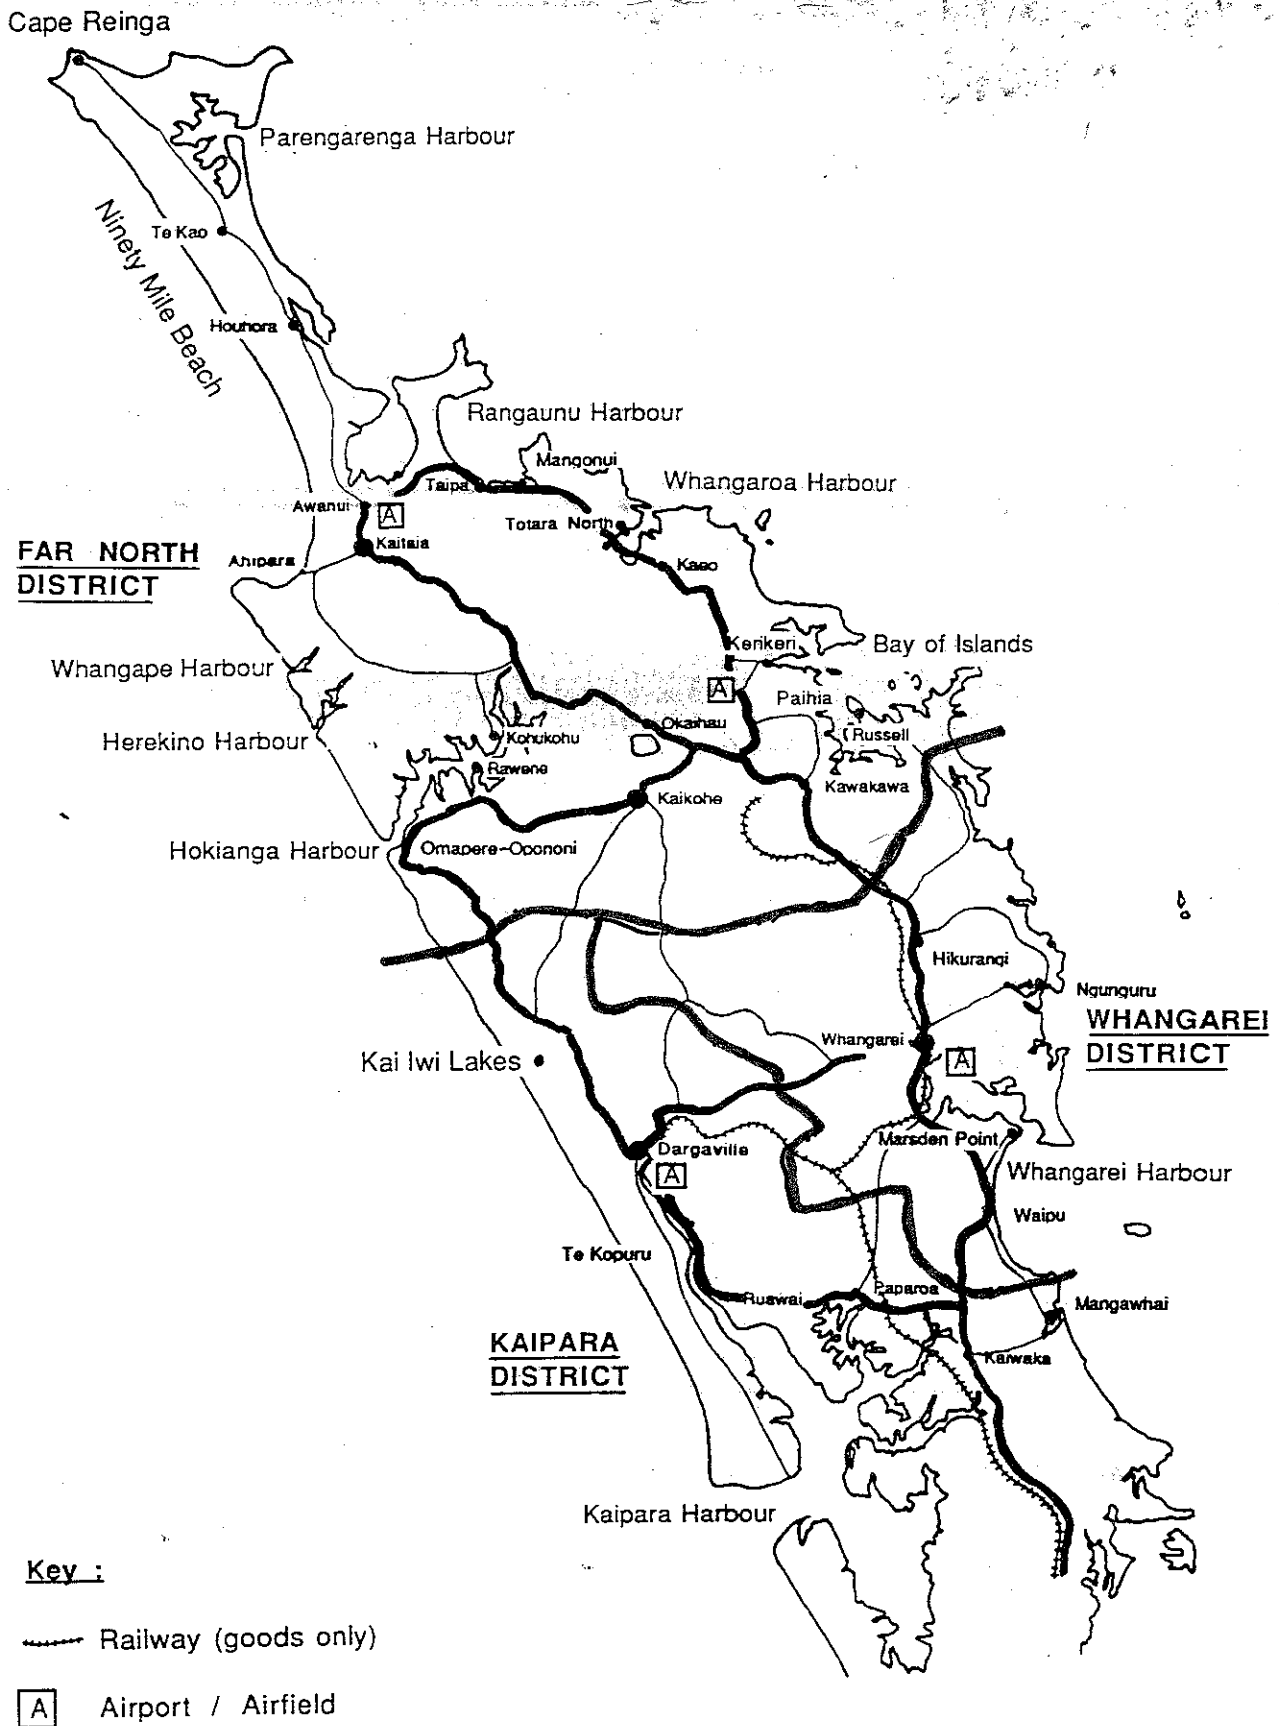 Cape Reinga
Parengarenga Harbour
Te Kao
Ninety Mile Beach
Houhora
Rangaunu Harbour
Mangonui
Taipa
Whangaroa Harbour
Awanui
A
Totara North
Kaitaia
FAR NORTH
DISTRICT
Ahipara
Kaeo
Kerikeri
Bay of Islands
Whangape Harbour
A
Paihia
Okaihau
Russell
Herekino Harbour
Kohukohu
Rawene
Kawakawa
Kaikohe
Hokianga Harbour
Omapere-Opononi
Hikurangi
Ngunguru
WHANGAREI
DISTRICT
Whangarei
A
Kai Iwi Lakes
Marsden Point
Dargaville
A
Whangarei Harbour
Waipu
Te Kopuru
Ruawai
Paparoa
Mangawhai
KAIPARA
DISTRICT
Kaiwaka
Kaipara Harbour
Key :
Railway (goods only)
A Airport / Airfield